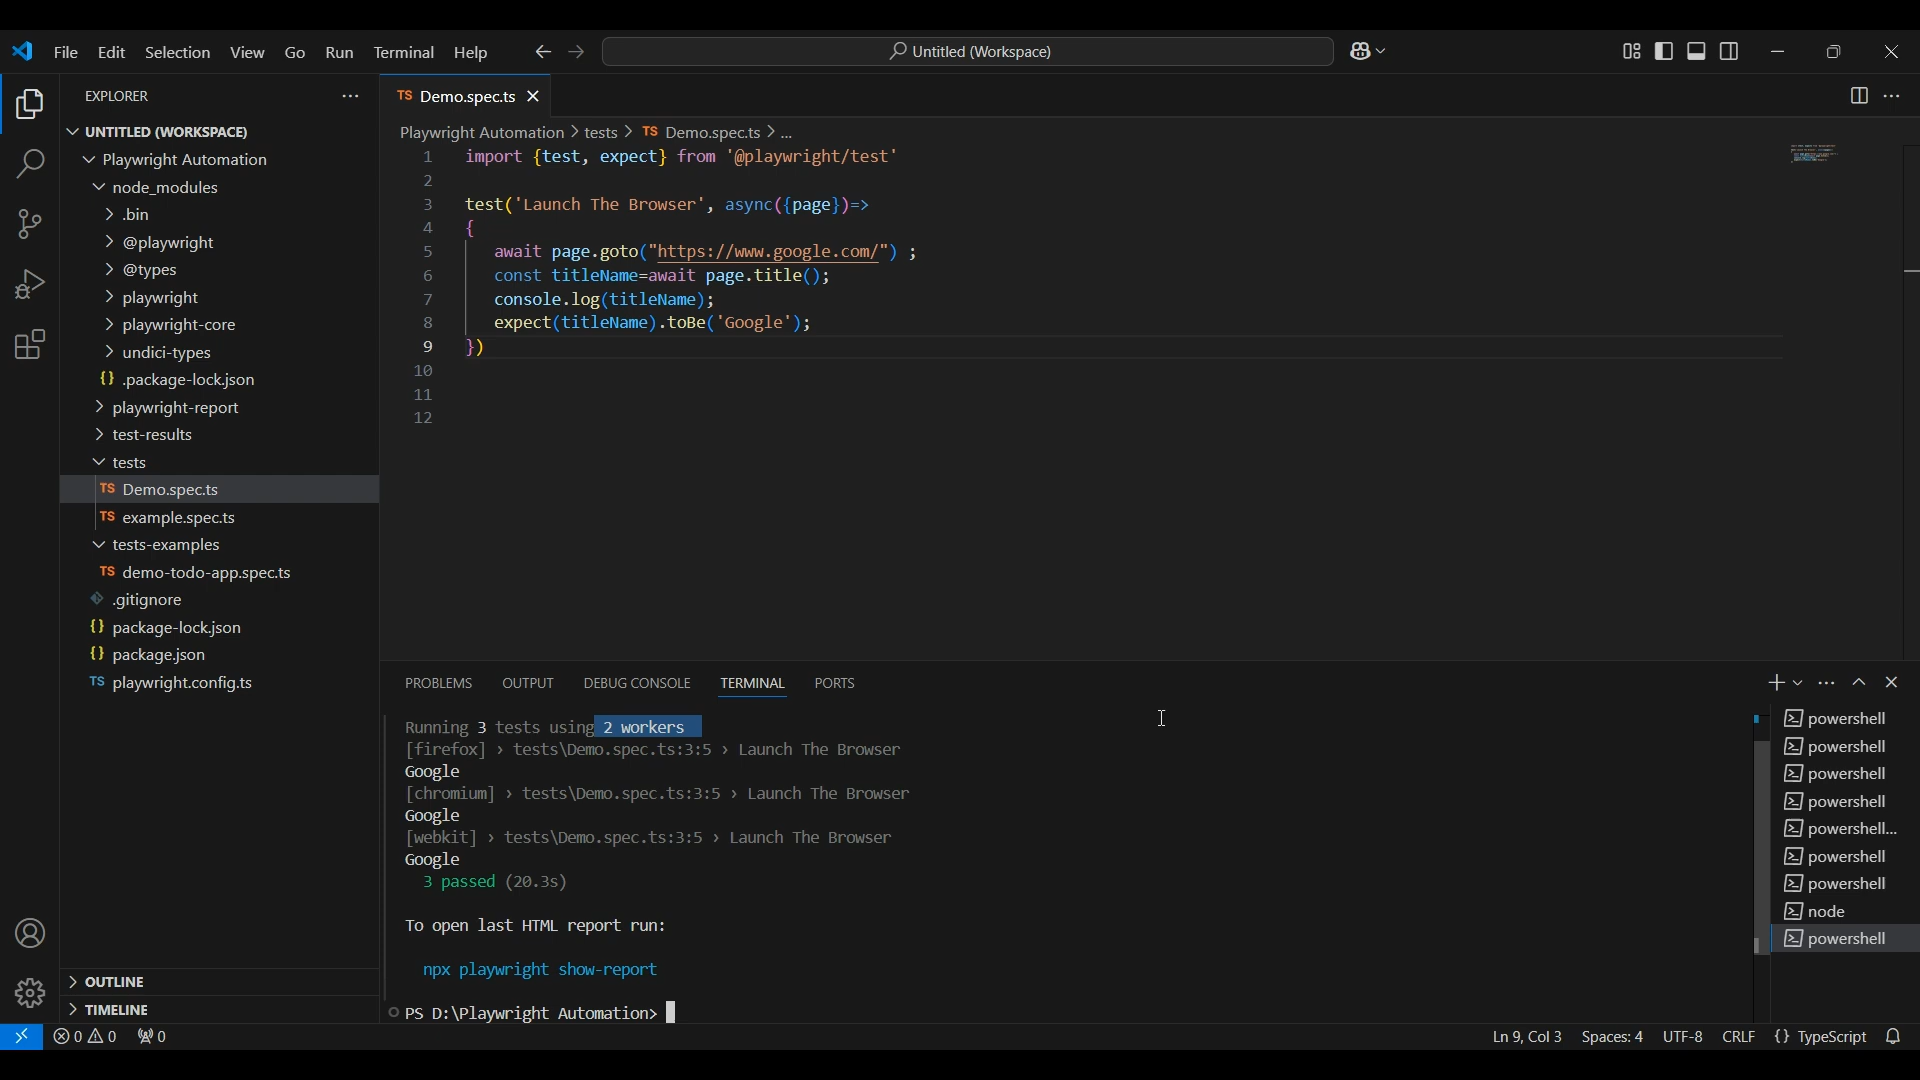 File Edit Selection View Go Run Terminal Help
Untitled (Workspace)
EXPLORER
UNTITLED (WORKSPACE)
Playwright Automation
node_modules
.bin
@playwright
@types
playwright
playwright-core
undici-types
{} .package-lock.json
playwright-report
test-results
tests
TS Demo.spec.ts
TS example.spec.ts
tests-examples
TS demo-todo-app.spec.ts
.gitignore
{} package-lock.json
{} package.json
TS playwright.config.ts
OUTLINE
TIMELINE
TS Demo.spec.ts
Playwright Automation > tests > TS Demo.spec.ts > ...
1 import {test, expect} from '@playwright/test'
2
3 test('Launch The Browser', async({page})=>
4 {
5 await page.goto("https://www.google.com/") ;
6 const titleName=await page.title();
7 console.log(titleName);
8 expect(titleName).toBe('Google');
9 })
10
11
12
PROBLEMS OUTPUT DEBUG CONSOLE TERMINAL PORTS
Running 3 tests using 2 workers
[firefox] › tests\Demo.spec.ts:3:5 › Launch The Browser
Google
[chromium] › tests\Demo.spec.ts:3:5 › Launch The Browser
Google
[webkit] › tests\Demo.spec.ts:3:5 › Launch The Browser
Google
3 passed (20.3s)
To open last HTML report run:
npx playwright show-report
PS D:\Playwright Automation>
powershell
powershell
powershell
powershell
powershell...
powershell
powershell
node
powershell
0 0 0
Ln 9, Col 3 Spaces: 4 UTF-8 CRLF {} TypeScript